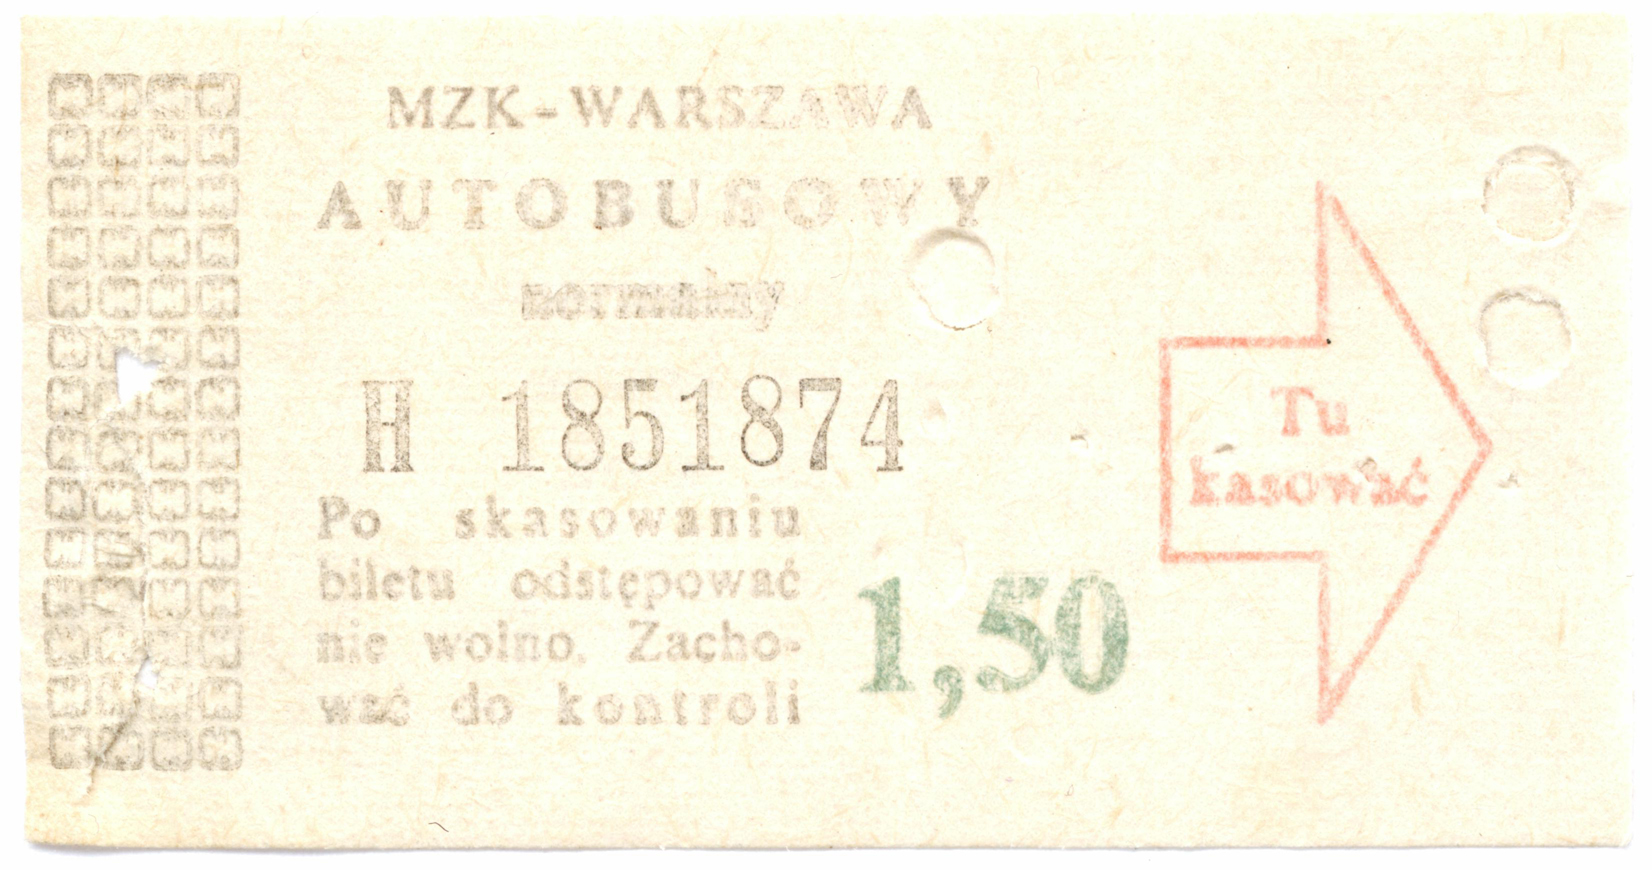 MZK-WARSZAWA
AUTOBUSOWY
normalny
H 1851874
Po skasowaniu
biletu odstępować
nie wolno. Zacho-
wać do kontroli
1,50
Tu
kasować